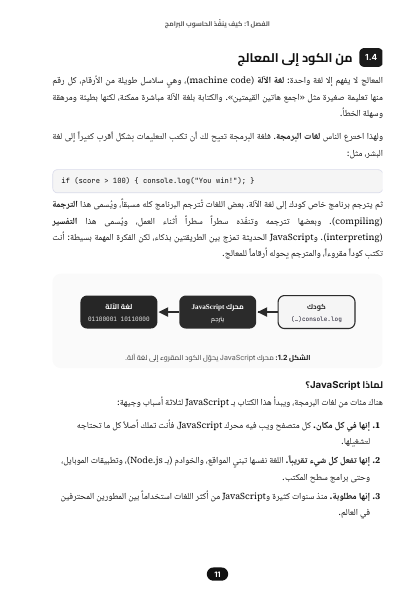 الفصل 1: كيف ينفّذ الحاسوب البرامج
1.4 من الكود إلى المعالج
المعالج لا يفهم إلا لغة واحدة: لغة الآلة (machine code)، وهي سلاسل طويلة من الأرقام، كل رقم
منها تعليمة صغيرة مثل «اجمع هاتين القيمتين». والكتابة بلغة الآلة مباشرة ممكنة، لكنها بطيئة ومرهقة
وسهلة الخطأ.
ولهذا اخترع الناس لغات البرمجة. فلغة البرمجة تتيح لك أن تكتب التعليمات بشكل أقرب كثيراً إلى لغة
البشر، مثل:
if (score > 100) { console.log("You win!"); }
ثم يترجم برنامج خاص كودك إلى لغة الآلة. بعض اللغات تُترجم البرنامج كله مسبقاً، ويُسمى هذا الترجمة
(compiling). وبعضها تترجمه وتنفّذه سطراً سطراً أثناء العمل، ويُسمى هذا التفسير
(interpreting). وJavaScript الحديثة تمزج بين الطريقتين بذكاء، لكن الفكرة المهمة بسيطة: أنت
تكتب كوداً مقروءاً، والمترجم يحوله أرقاماً للمعالج.
كودك
console.log(…)
محرك JavaScript
يترجم
لغة الآلة
01100001 10110000
الشكل 1.2: محرك JavaScript يحوّل الكود المقروء إلى لغة آلة.
لماذا JavaScript؟
هناك مئات من لغات البرمجة، ويبدأ هذا الكتاب بـ JavaScript لثلاثة أسباب وجيهة:
1. إنها في كل مكان. كل متصفح ويب فيه محرك JavaScript، فأنت تملك أصلاً كل ما تحتاجه
لتشغيلها.
2. إنها تفعل كل شيء تقريباً. اللغة نفسها تبني المواقع، والخوادم (بـ Node.js)، وتطبيقات الموبايل،
وحتى برامج سطح المكتب.
3. إنها مطلوبة. منذ سنوات كثيرة وJavaScript من أكثر اللغات استخداماً بين المطورين المحترفين
في العالم.
11